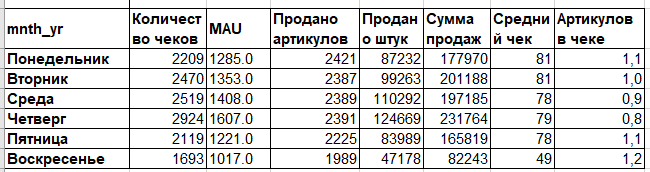 mnth_yr Количест во чеков MAU Продано артикулов Продан о штук Сумма продаж Средни й чек Артикулов в чеке
Понедельник 2209 1285.0 2421 87232 177970 81 1,1
Вторник 2470 1353.0 2387 99263 201188 81 1,0
Среда 2519 1408.0 2389 110292 197185 78 0,9
Четверг 2924 1607.0 2391 124669 231764 79 0,8
Пятница 2119 1221.0 2225 83989 165819 78 1,1
Воскресенье 1693 1017.0 1989 47178 82243 49 1,2